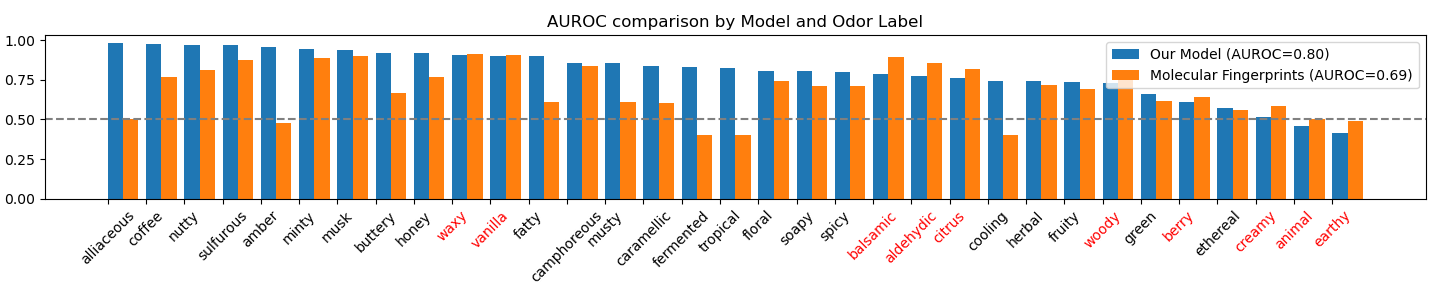 AUROC comparison by Model and Odor Label
1.00
0.75
0.50
0.25
0.00
Our Model (AUROC=0.80)
Molecular Fingerprints (AUROC=0.69)
alliaceous
coffee
nutty
sulfurous
amber
minty
musk
buttery
honey
waxy
vanilla
fatty
camphoreous
musty
caramellic
fermented
tropical
floral
soapy
spicy
balsamic
aldehydic
citrus
cooling
herbal
fruity
woody
green
berry
ethereal
creamy
animal
earthy